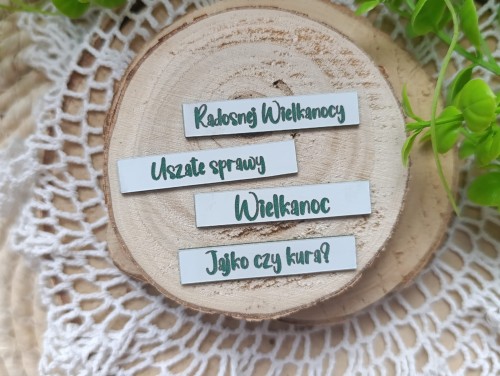 Radosnej Wielkanocy
Uszate sprawy
Wielkanoc
Jajko czy kura?